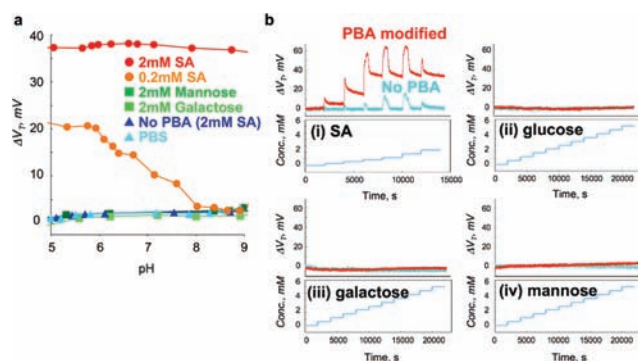 a
ΔV_T, mV
40
30
20
10
0
5
6
7
8
9
pH
2mM SA
0.2mM SA
2mM Mannose
2mM Galactose
No PBA (2mM SA)
PBS
b
PBA modified
No PBA
ΔV_T, mV
60
40
20
0
Conc., mM
6
4
2
0
(i) SA
0
5000
10000
15000
Time, s
ΔV_T, mV
60
40
20
0
Conc., mM
6
4
2
0
(ii) glucose
0 5000 10000 15000 20000
Time, s
ΔV_T, mV
60
40
20
0
Conc., mM
6
4
2
0
(iii) galactose
0 5000 10000 15000 20000
Time, s
ΔV_T, mV
60
40
20
0
Conc., mM
6
4
2
0
(iv) mannose
0 5000 10000 15000 20000
Time, s